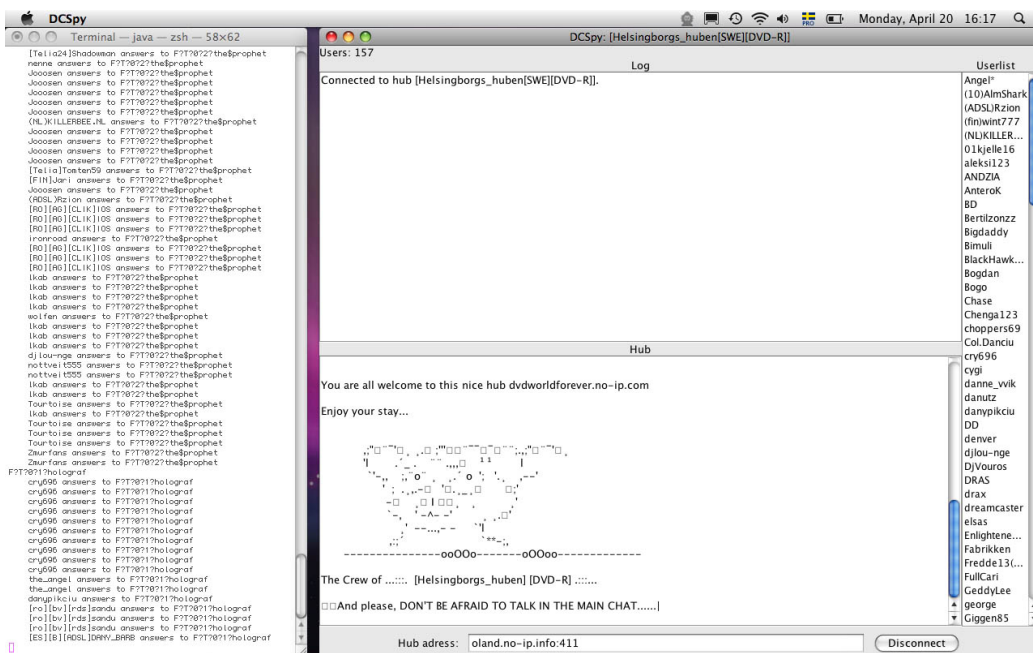 DCSpy
PRO
Monday, April 20 16:17
Terminal — java — zsh — 58×62
[Telia24]Shadowman answers to F?T?0?2?the$prophet
nenne answers to F?T?0?2?the$prophet
Jooosen answers to F?T?0?2?the$prophet
Jooosen answers to F?T?0?2?the$prophet
Jooosen answers to F?T?0?2?the$prophet
Jooosen answers to F?T?0?2?the$prophet
Jooosen answers to F?T?0?2?the$prophet
(NL)KILLERBEE.NL answers to F?T?0?2?the$prophet
Jooosen answers to F?T?0?2?the$prophet
Jooosen answers to F?T?0?2?the$prophet
Jooosen answers to F?T?0?2?the$prophet
Jooosen answers to F?T?0?2?the$prophet
[Telia]Tomten59 answers to F?T?0?2?the$prophet
[FIN]Jari answers to F?T?0?2?the$prophet
Jooosen answers to F?T?0?2?the$prophet
(ADSL)Rzion answers to F?T?0?2?the$prophet
[RO][AG][CLIK]IOS answers to F?T?0?2?the$prophet
[RO][AG][CLIK]IOS answers to F?T?0?2?the$prophet
[RO][AG][CLIK]IOS answers to F?T?0?2?the$prophet
ironroad answers to F?T?0?2?the$prophet
[RO][AG][CLIK]IOS answers to F?T?0?2?the$prophet
[RO][AG][CLIK]IOS answers to F?T?0?2?the$prophet
[RO][AG][CLIK]IOS answers to F?T?0?2?the$prophet
lkab answers to F?T?0?2?the$prophet
lkab answers to F?T?0?2?the$prophet
lkab answers to F?T?0?2?the$prophet
lkab answers to F?T?0?2?the$prophet
wolfen answers to F?T?0?2?the$prophet
lkab answers to F?T?0?2?the$prophet
lkab answers to F?T?0?2?the$prophet
lkab answers to F?T?0?2?the$prophet
djlou-nge answers to F?T?0?2?the$prophet
nottveit555 answers to F?T?0?2?the$prophet
nottveit555 answers to F?T?0?2?the$prophet
lkab answers to F?T?0?2?the$prophet
lkab answers to F?T?0?2?the$prophet
Tourtoise answers to F?T?0?2?the$prophet
lkab answers to F?T?0?2?the$prophet
Tourtoise answers to F?T?0?2?the$prophet
Tourtoise answers to F?T?0?2?the$prophet
Tourtoise answers to F?T?0?2?the$prophet
Zmurfans answers to F?T?0?2?the$prophet
Zmurfans answers to F?T?0?2?the$prophet
F?T?0?1?holograf
cry696 answers to F?T?0?1?holograf
cry696 answers to F?T?0?1?holograf
cry696 answers to F?T?0?1?holograf
cry696 answers to F?T?0?1?holograf
cry696 answers to F?T?0?1?holograf
cry696 answers to F?T?0?1?holograf
cry696 answers to F?T?0?1?holograf
cry696 answers to F?T?0?1?holograf
cry696 answers to F?T?0?1?holograf
cry696 answers to F?T?0?1?holograf
the_angel answers to F?T?0?1?holograf
the_angel answers to F?T?0?1?holograf
danypikciu answers to F?T?0?1?holograf
[ro][bv][rds]sandu answers to F?T?0?1?holograf
[ro][bv][rds]sandu answers to F?T?0?1?holograf
[ro][bv][rds]sandu answers to F?T?0?1?holograf
[ES][B][ADSL]DANY_BARB answers to F?T?0?1?holograf
DCSpy: [Helsingborgs_huben[SWE][DVD-R]]
Users: 157
Log
Connected to hub [Helsingborgs_huben[SWE][DVD-R]].
Hub
You are all welcome to this nice hub dvdworldforever.no-ip.com
Enjoy your stay...
----------------ooOOo-------oOOoo-------------
The Crew of ...:::. [Helsingborgs_huben] [DVD-R] .:::...
□□And please, DON'T BE AFRAID TO TALK IN THE MAIN CHAT......|
Hub adress: oland.no-ip.info:411
Disconnect
Userlist
Angel*
(10)AlmShark
(ADSL)Rzion
(fin)wint777
(NL)KILLER...
01kjelle16
aleksi123
ANDZIA
AnteroK
BD
Bertilzonzz
Bigdaddy
Bimuli
BlackHawk...
Bogdan
Bogo
Chase
Chenga123
choppers69
Col.Danciu
cry696
cygi
danne_vvik
danutz
danypikciu
DD
denver
djlou-nge
DjVouros
DRAS
drax
dreamcaster
elsas
Enlightene...
Fabrikken
Fredde13(...
FullCari
GeddyLee
george
Giggen85